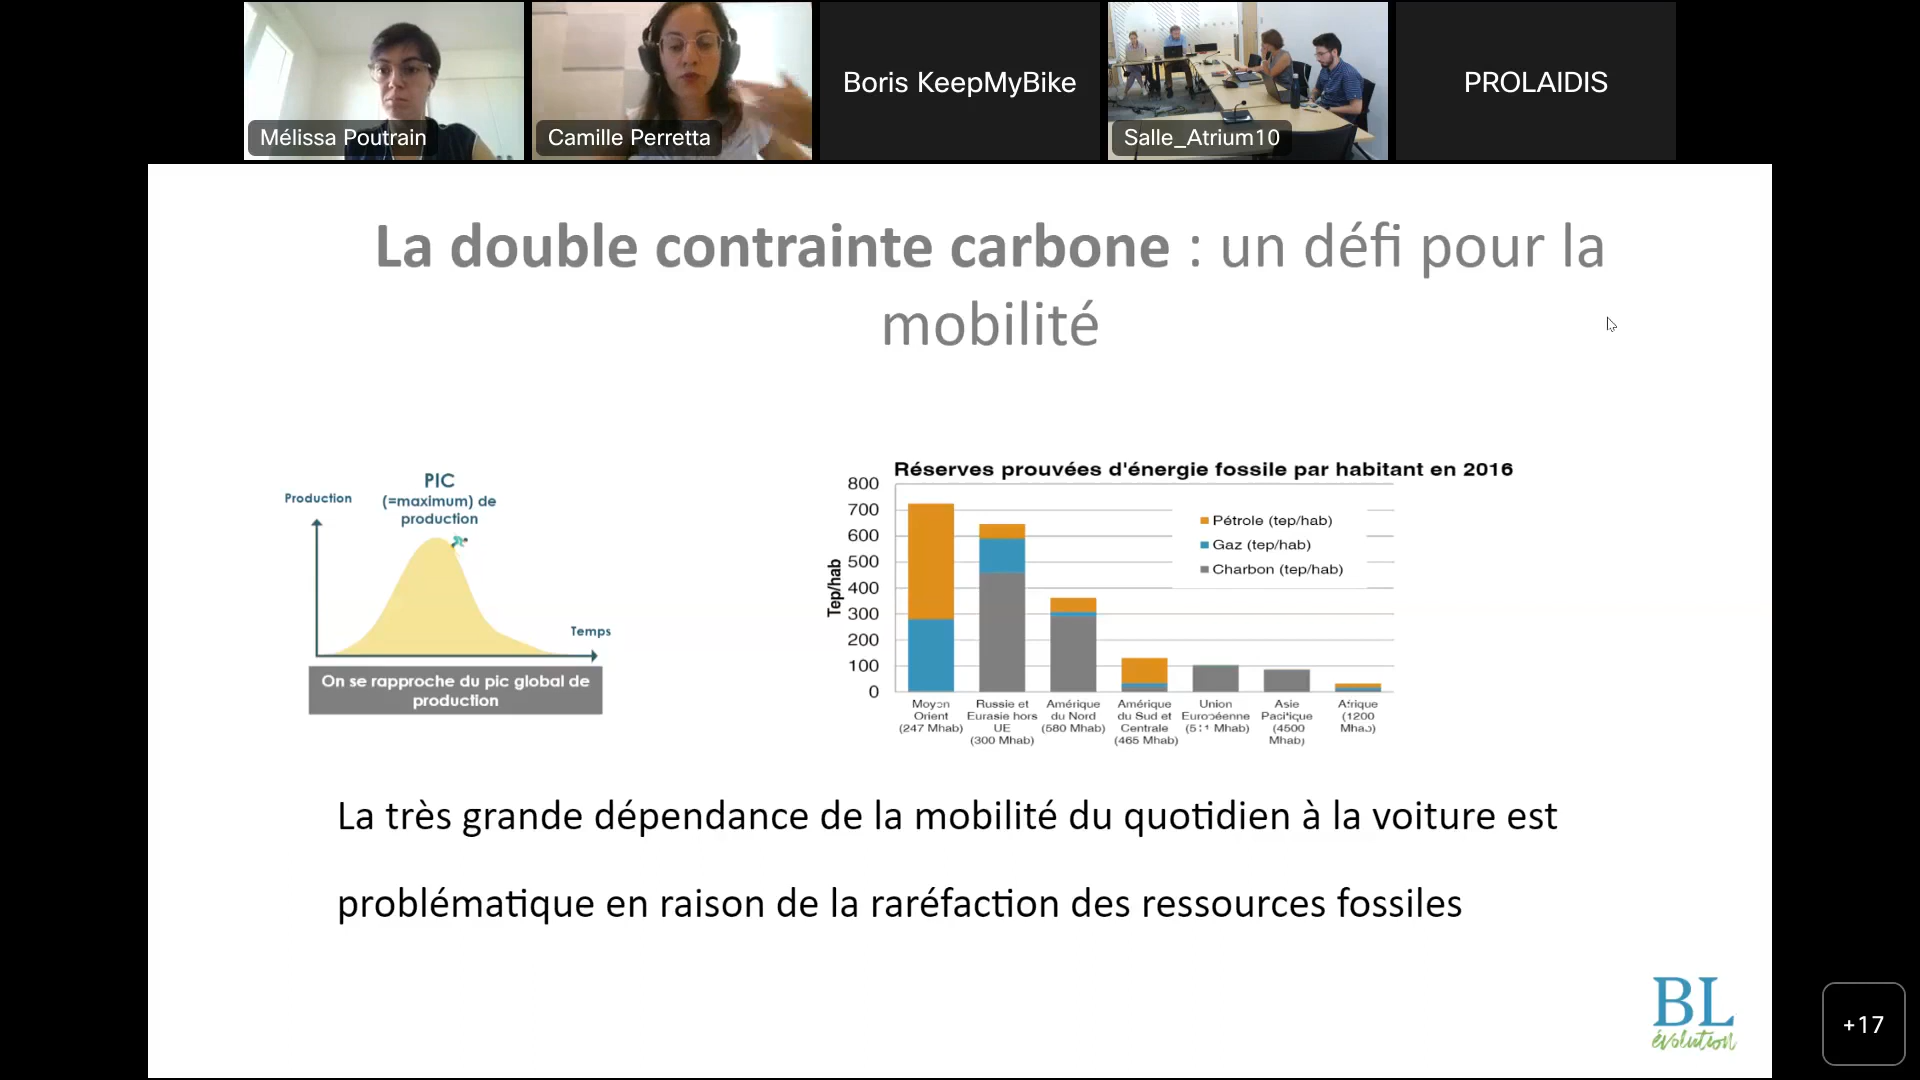 Mélissa Poutrain
Camille Perretta
Boris KeepMyBike
Salle_Atrium10
PROLAIDIS
La double contrainte carbone : un défi pour la
mobilité
PIC
(=maximum) de
production
Production
Temps
On se rapproche du pic global de
production
Réserves prouvées d'énergie fossile par habitant en 2016
Tep/hab
800
700
600
500
400
300
200
100
0
Pétrole (tep/hab)
Gaz (tep/hab)
Charbon (tep/hab)
Moyen
Orient
(247 Mhab)
Russie et
Eurasie hors
UE
(300 Mhab)
Amérique
du Nord
(580 Mhab)
Amérique
du Sud et
Centrale
(465 Mhab)
Union
Européenne
(511 Mhab)
Asie
Pacifique
(4500
Mhab)
Afrique
(1200
Mhab)
La très grande dépendance de la mobilité du quotidien à la voiture est
problématique en raison de la raréfaction des ressources fossiles
BL
évolution
+17